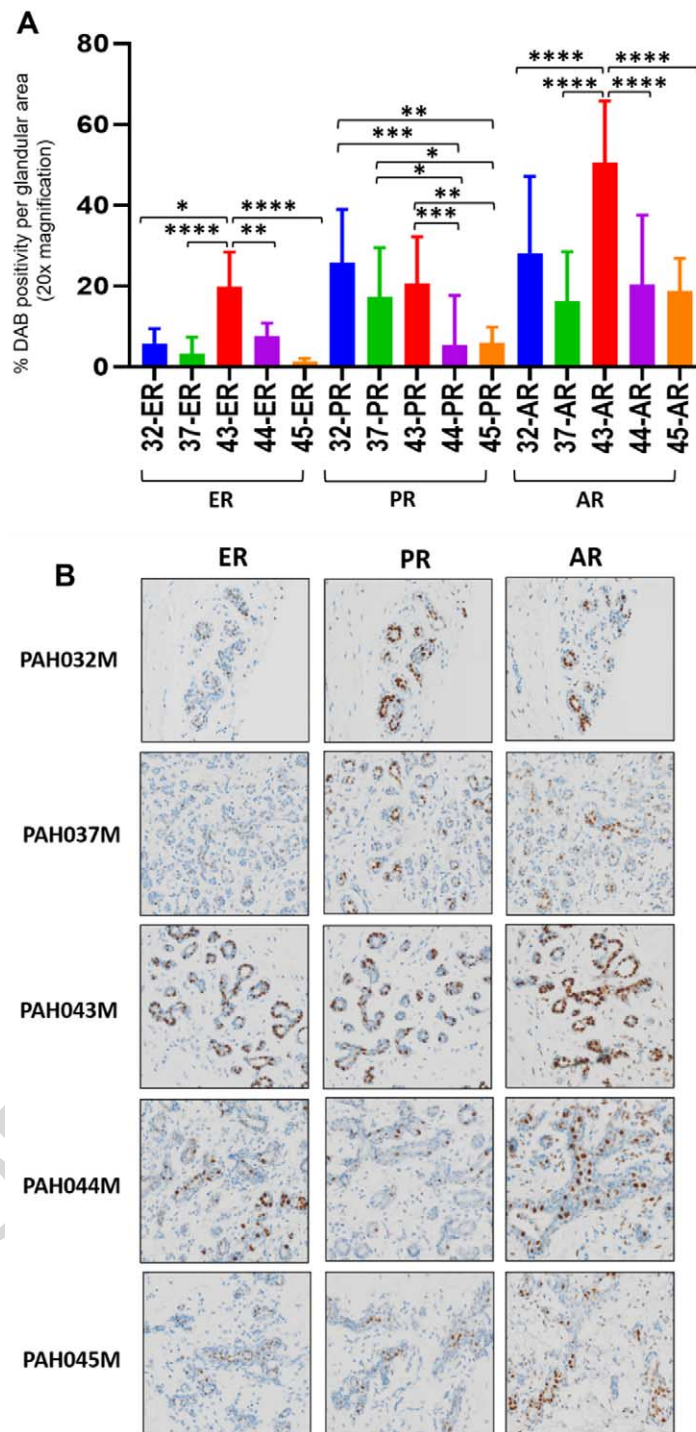 A
% DAB positivity per glandular area
(20x magnification)
80
60
40
20
0
* **** **** **
** *** * * ** ***
**** **** **** ****
32-ER 37-ER 43-ER 44-ER 45-ER 32-PR 37-PR 43-PR 44-PR 45-PR 32-AR 37-AR 43-AR 44-AR 45-AR
ER PR AR
B
ER PR AR
PAH032M
PAH037M
PAH043M
PAH044M
PAH045M